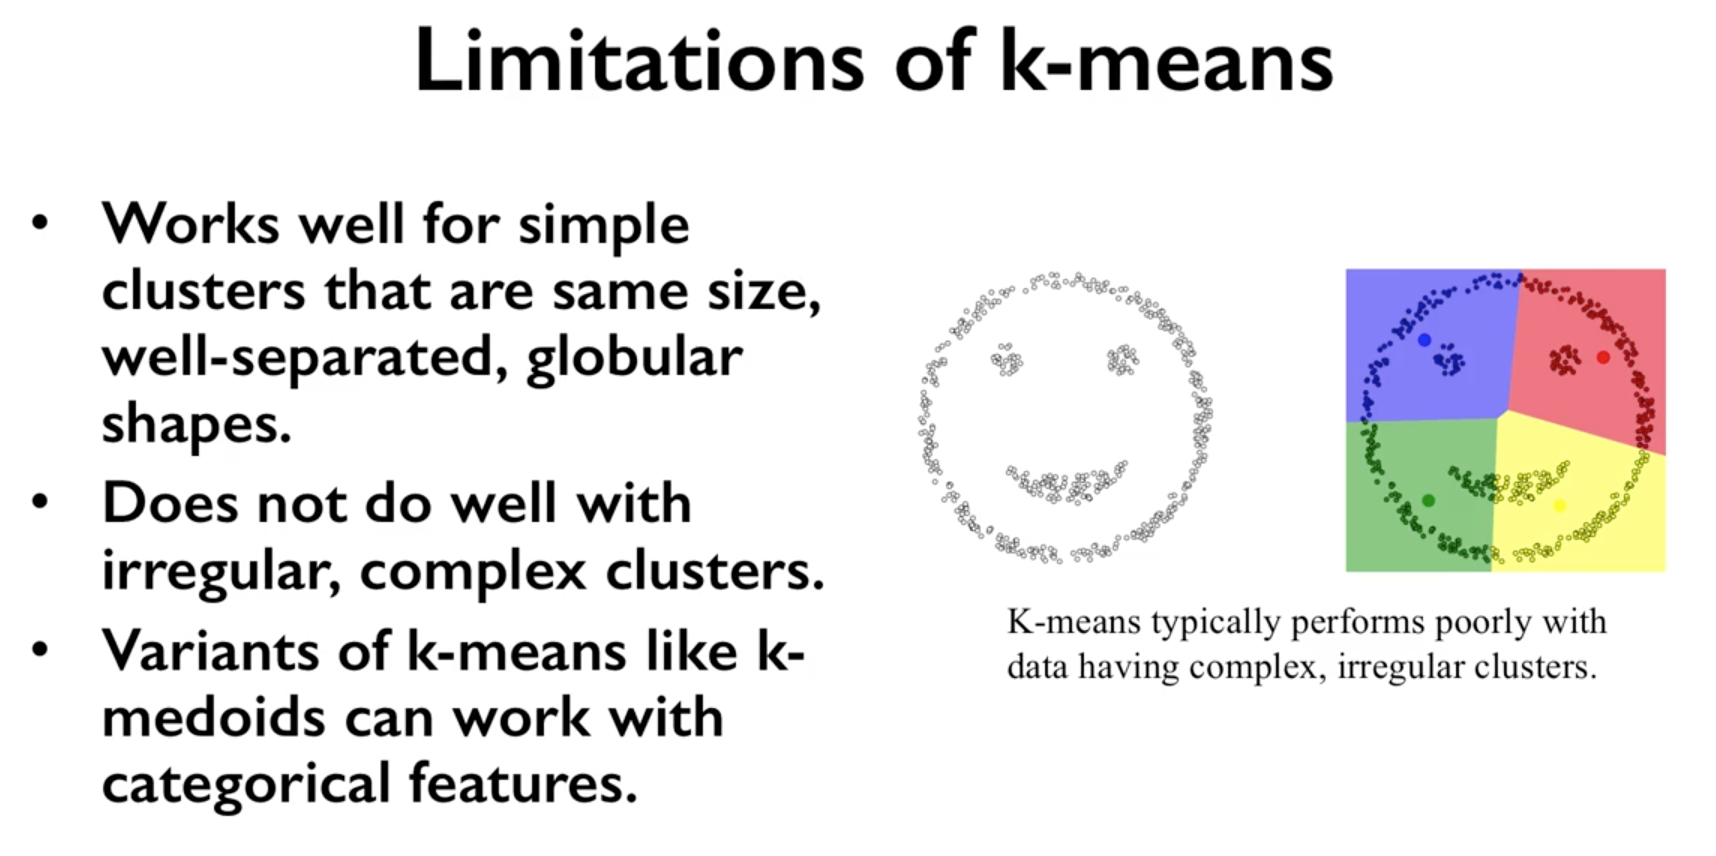 Limitations of k-means
• Works well for simple
clusters that are same size,
well-separated, globular
shapes.
• Does not do well with
irregular, complex clusters.
• Variants of k-means like k-
medoids can work with
categorical features.
K-means typically performs poorly with
data having complex, irregular clusters.